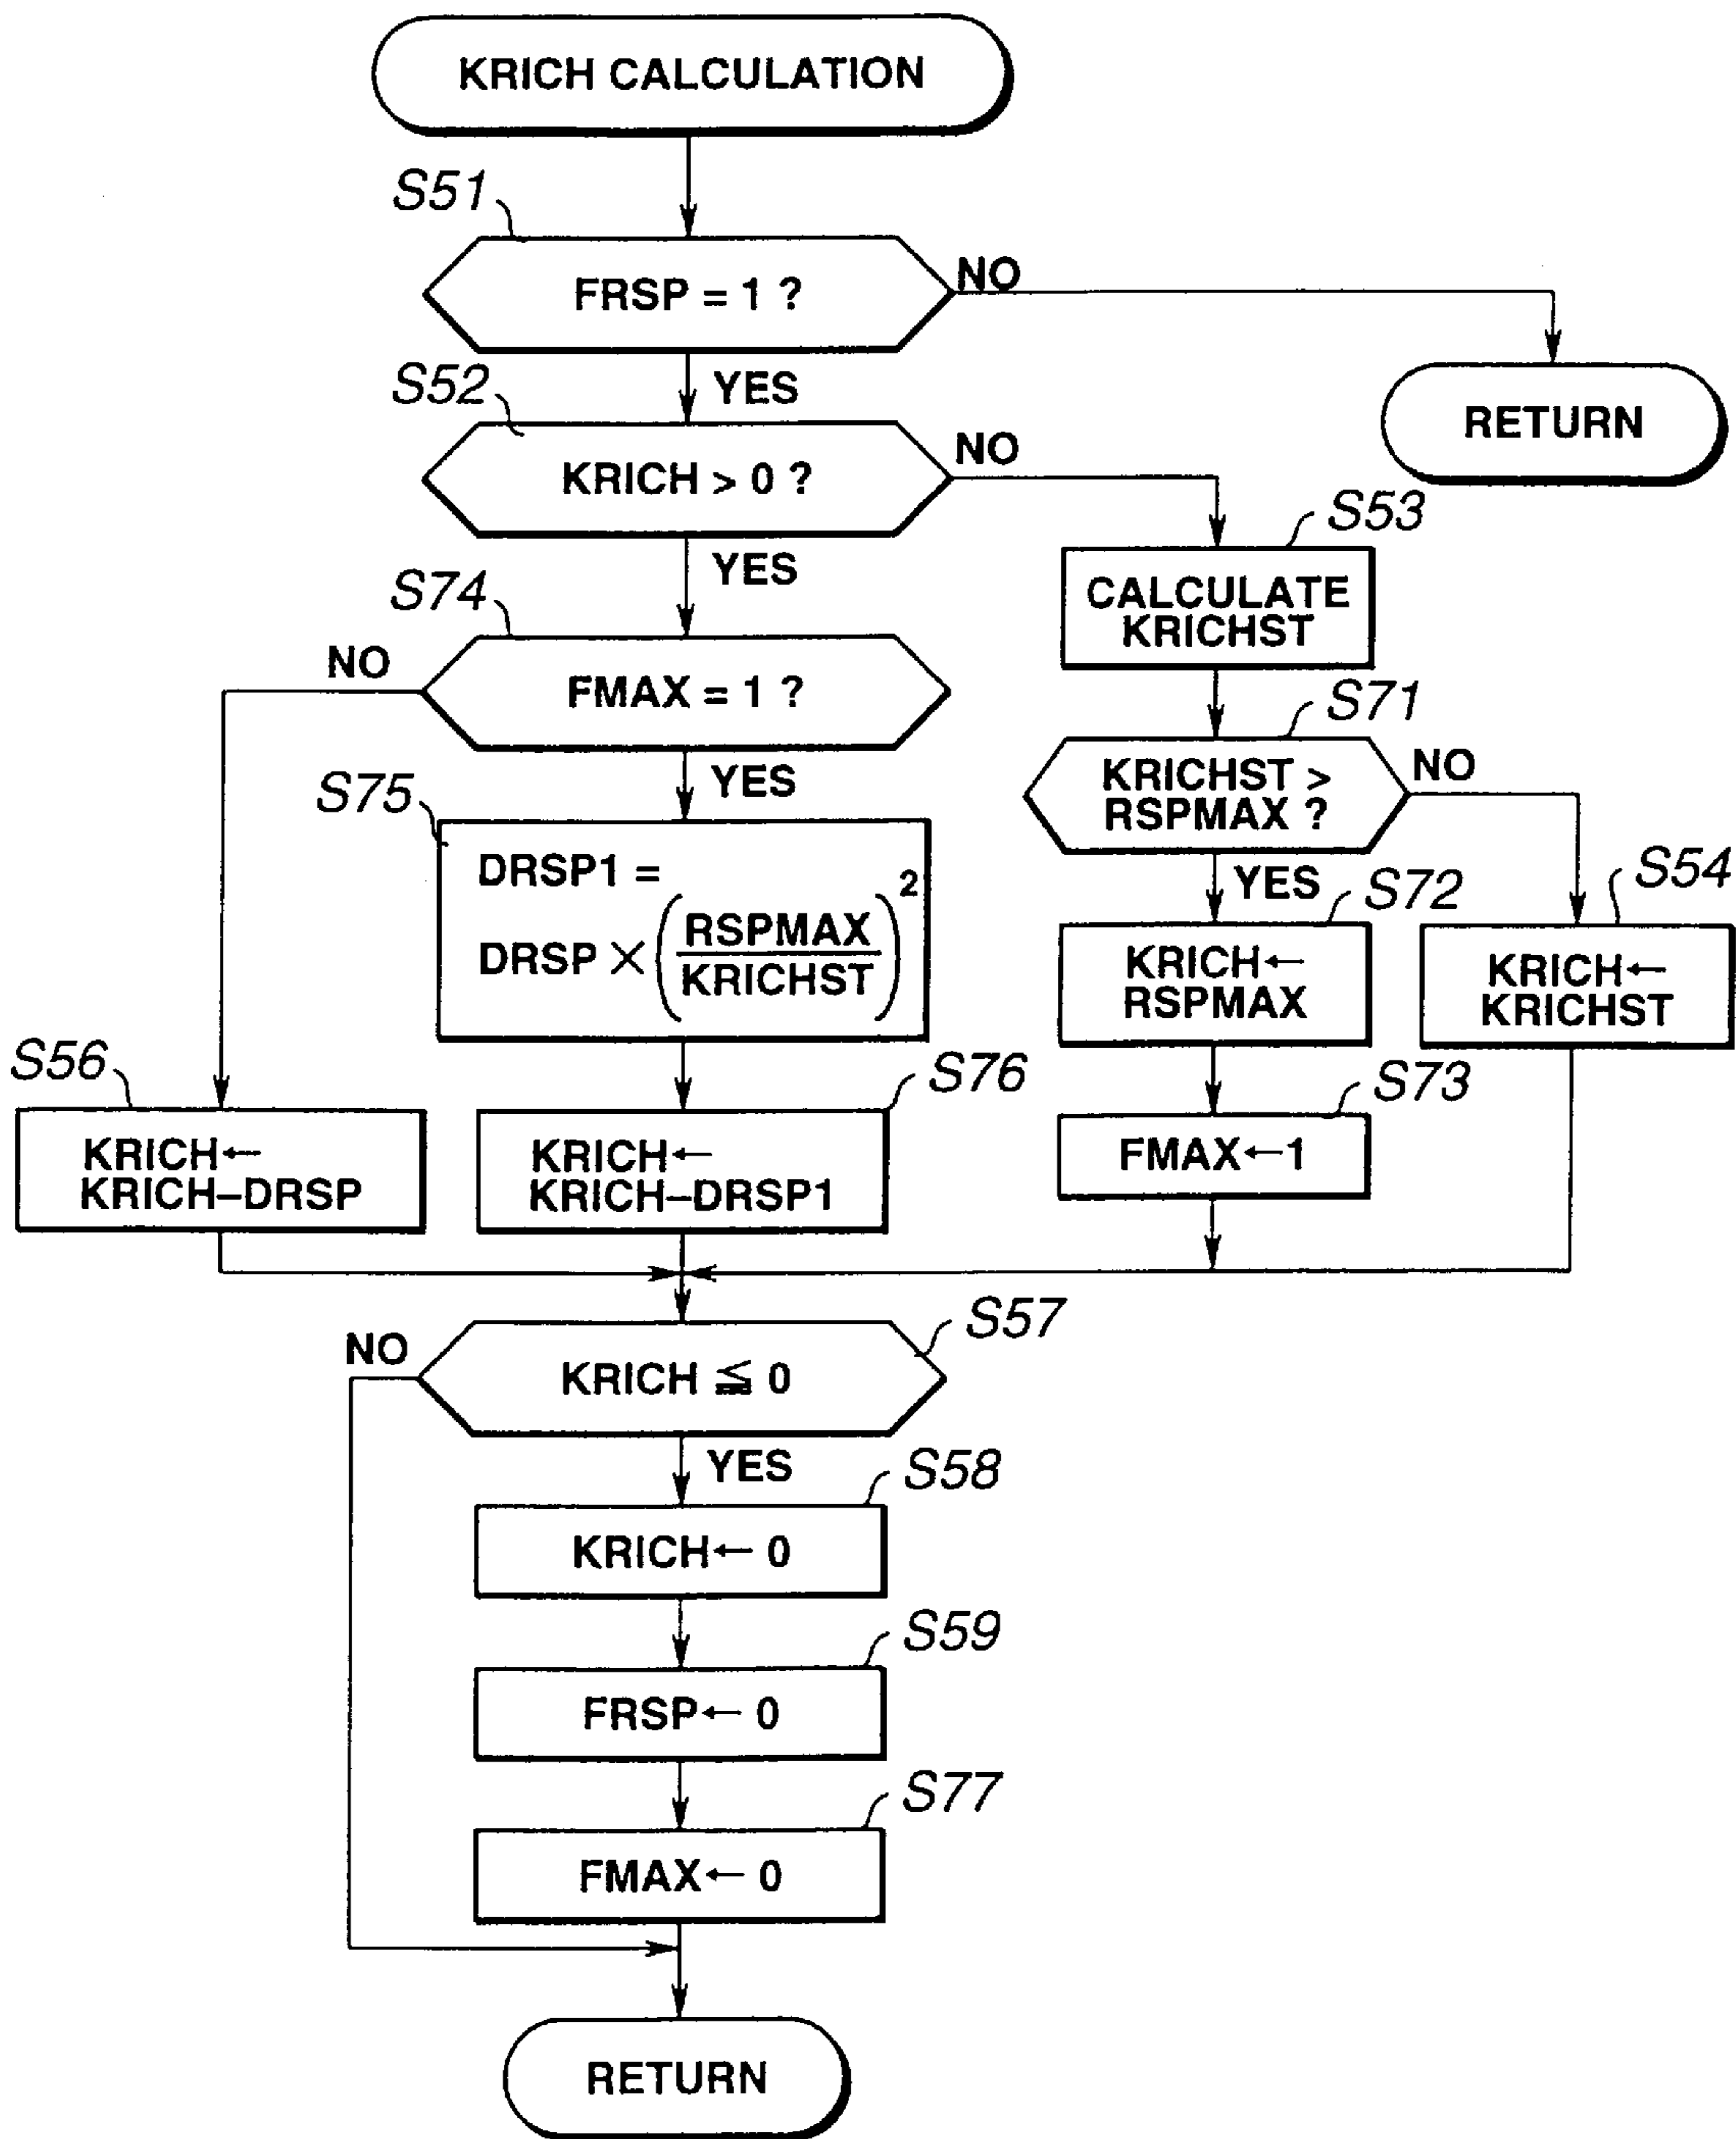 KRICH CALCULATION
S51
FRSP = 1 ?
NO
RETURN
YES
S52
KRICH > 0 ?
NO
YES
S53
CALCULATE
KRICHST
S74
NO
FMAX = 1 ?
YES
S71
KRICHST >
RSPMAX ?
NO
YES
S75
DRSP1 =
DRSP × (RSPMAX/KRICHST)²
S72
KRICH←
RSPMAX
S54
KRICH←
KRICHST
S56
KRICH←
KRICH–DRSP
S76
KRICH←
KRICH–DRSP1
S73
FMAX←1
S57
NO
KRICH ≦ 0
YES
S58
KRICH← 0
S59
FRSP← 0
S77
FMAX← 0
RETURN